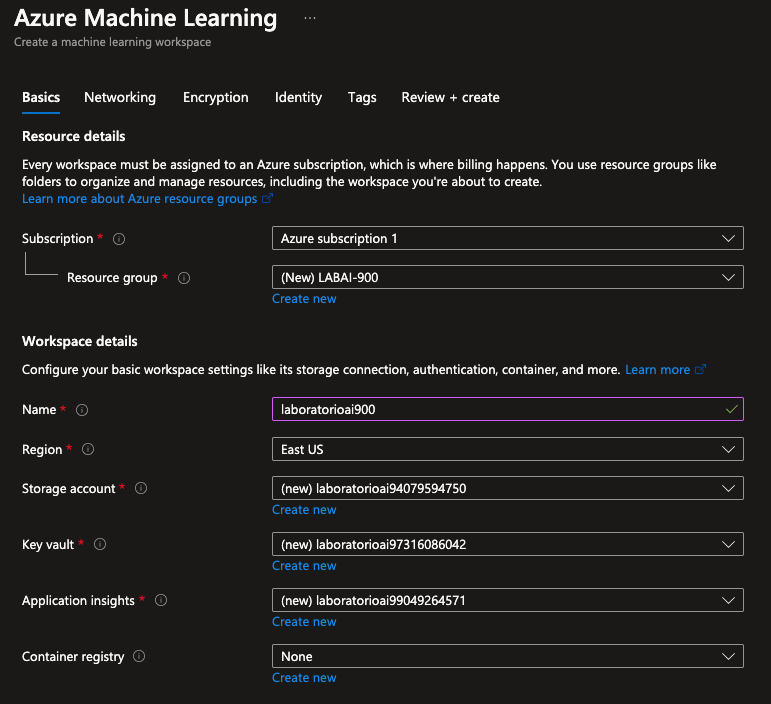 Azure Machine Learning ...
Create a machine learning workspace
Basics Networking Encryption Identity Tags Review + create
Resource details
Every workspace must be assigned to an Azure subscription, which is where billing happens. You use resource groups like
folders to organize and manage resources, including the workspace you're about to create.
Learn more about Azure resource groups
Subscription * Azure subscription 1
Resource group * (New) LABAI-900
Create new
Workspace details
Configure your basic workspace settings like its storage connection, authentication, container, and more. Learn more
Name * laboratorioai900
Region * East US
Storage account * (new) laboratorioai94079594750
Create new
Key vault * (new) laboratorioai97316086042
Create new
Application insights * (new) laboratorioai99049264571
Create new
Container registry None
Create new